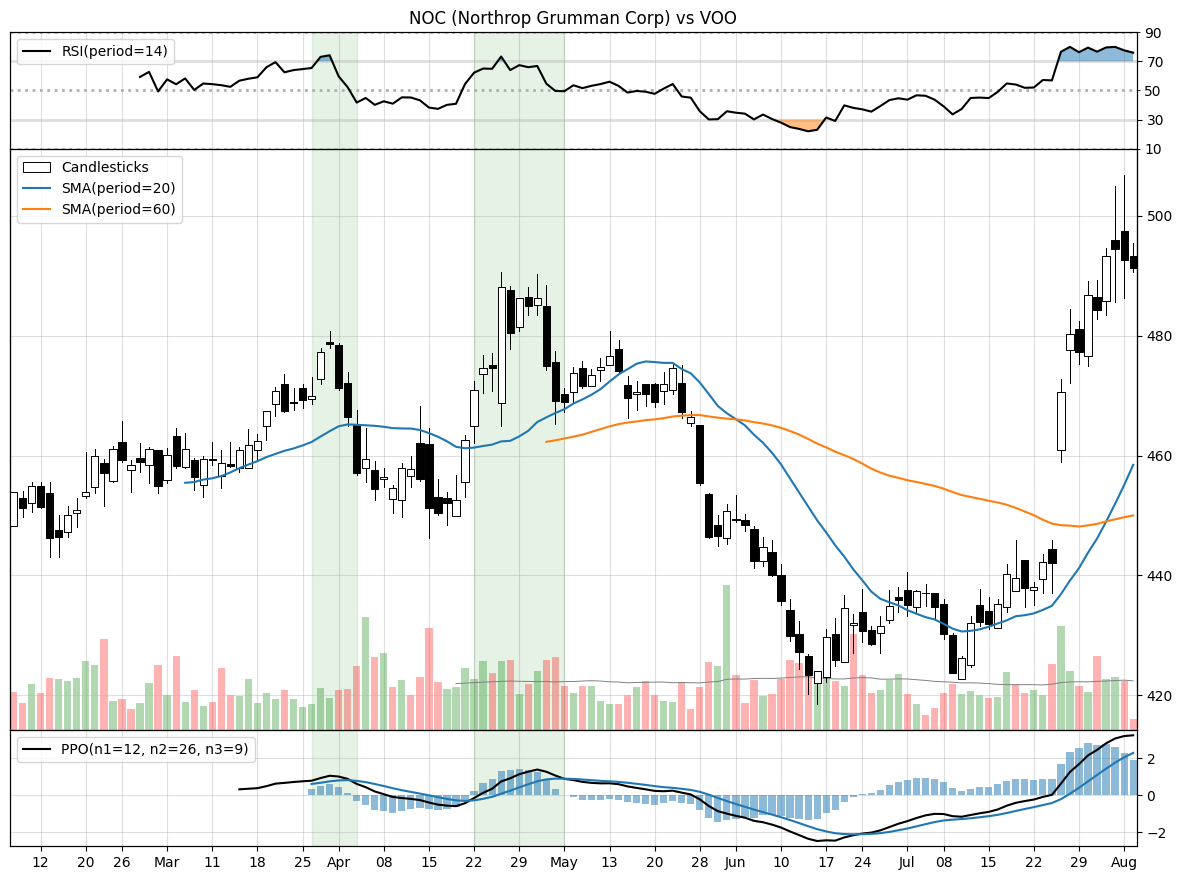 NOC (Northrop Grumman Corp) vs VOO
RSI(period=14)
90
70
50
30
10
Candlesticks
SMA(period=20)
SMA(period=60)
500
480
460
440
420
PPO(n1=12, n2=26, n3=9)
2
0
−2
12 20 26 Mar 11 18 25 Apr 08 15 22 29 May 13 20 28 Jun 10 17 24 Jul 08 15 22 29 Aug